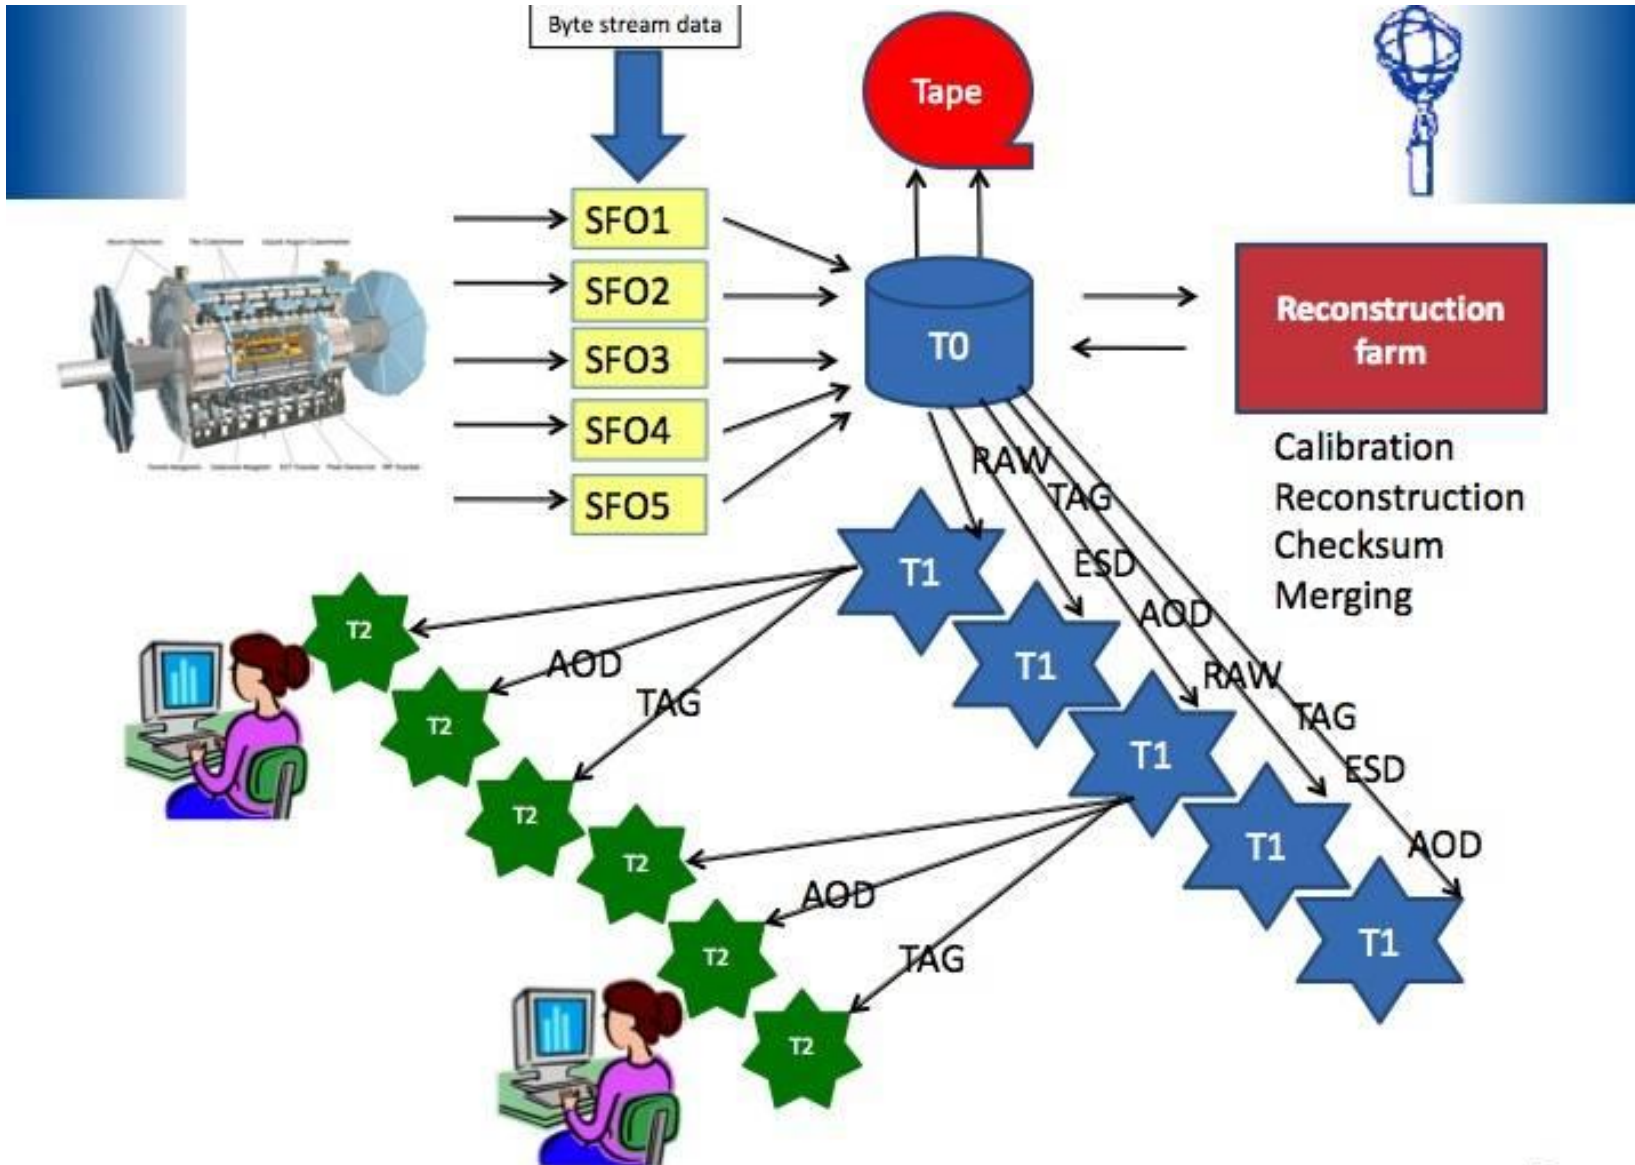 Byte stream data
Tape
SFO1
SFO2
SFO3
SFO4
SFO5
T0
Reconstruction
farm
Calibration
Reconstruction
Checksum
Merging
RAW
TAG
ESD
AOD
RAW
TAG
ESD
AOD
T1
T1
T1
T1
T1
AOD
TAG
AOD
TAG
T2
T2
T2
T2
T2
T2